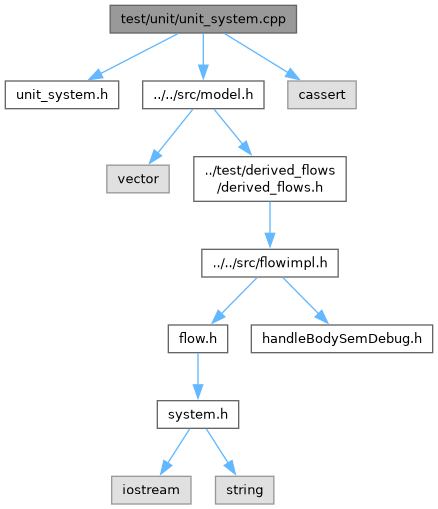 test/unit/unit_system.cpp
unit_system.h
../../src/model.h
cassert
vector
../test/derived_flows
/derived_flows.h
../../src/flowimpl.h
flow.h
handleBodySemDebug.h
system.h
iostream
string